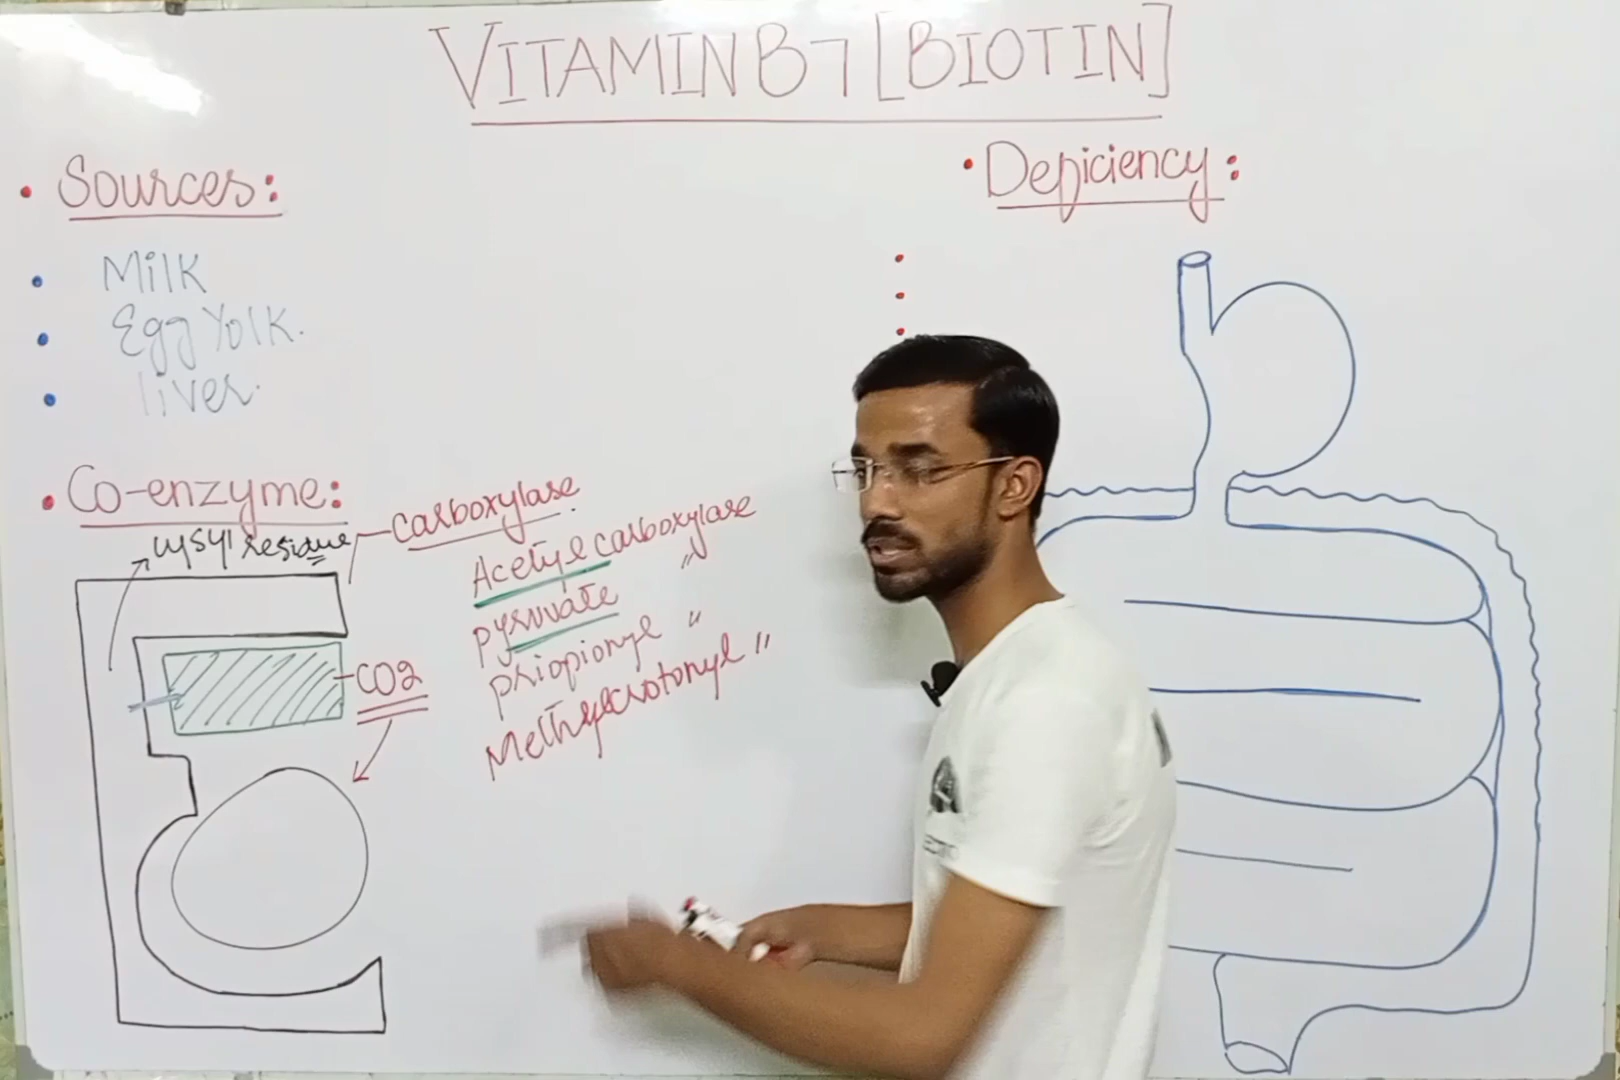 VITAMIN B7 [BIOTIN]
• Sources:
• Milk
• Egg Yolk.
• liver.
• Co-enzyme:
lysyl residue
carboxylase
Acetyl carboxylase
pyruvate "
priopionyl "
Methylcrotonyl "
CO2
• Deficiency: